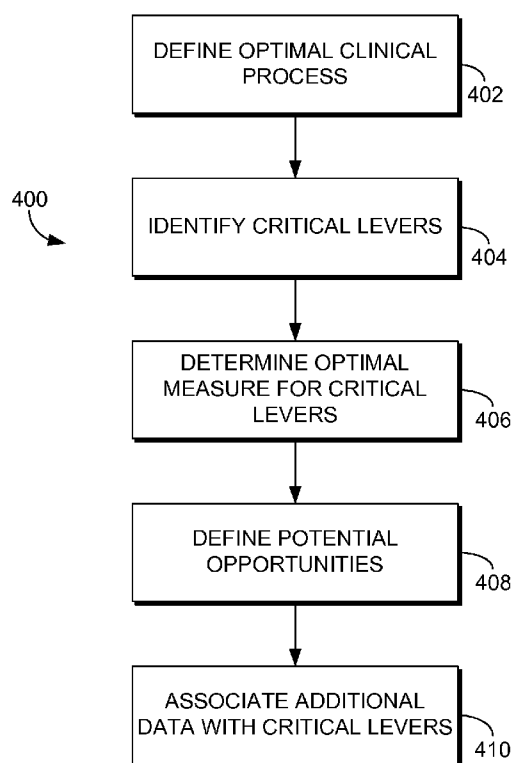 DEFINE OPTIMAL CLINICAL
PROCESS
402
400
IDENTIFY CRITICAL LEVERS
404
DETERMINE OPTIMAL
MEASURE FOR CRITICAL
LEVERS
406
DEFINE POTENTIAL
OPPORTUNITIES
408
ASSOCIATE ADDITIONAL
DATA WITH CRITICAL LEVERS
410